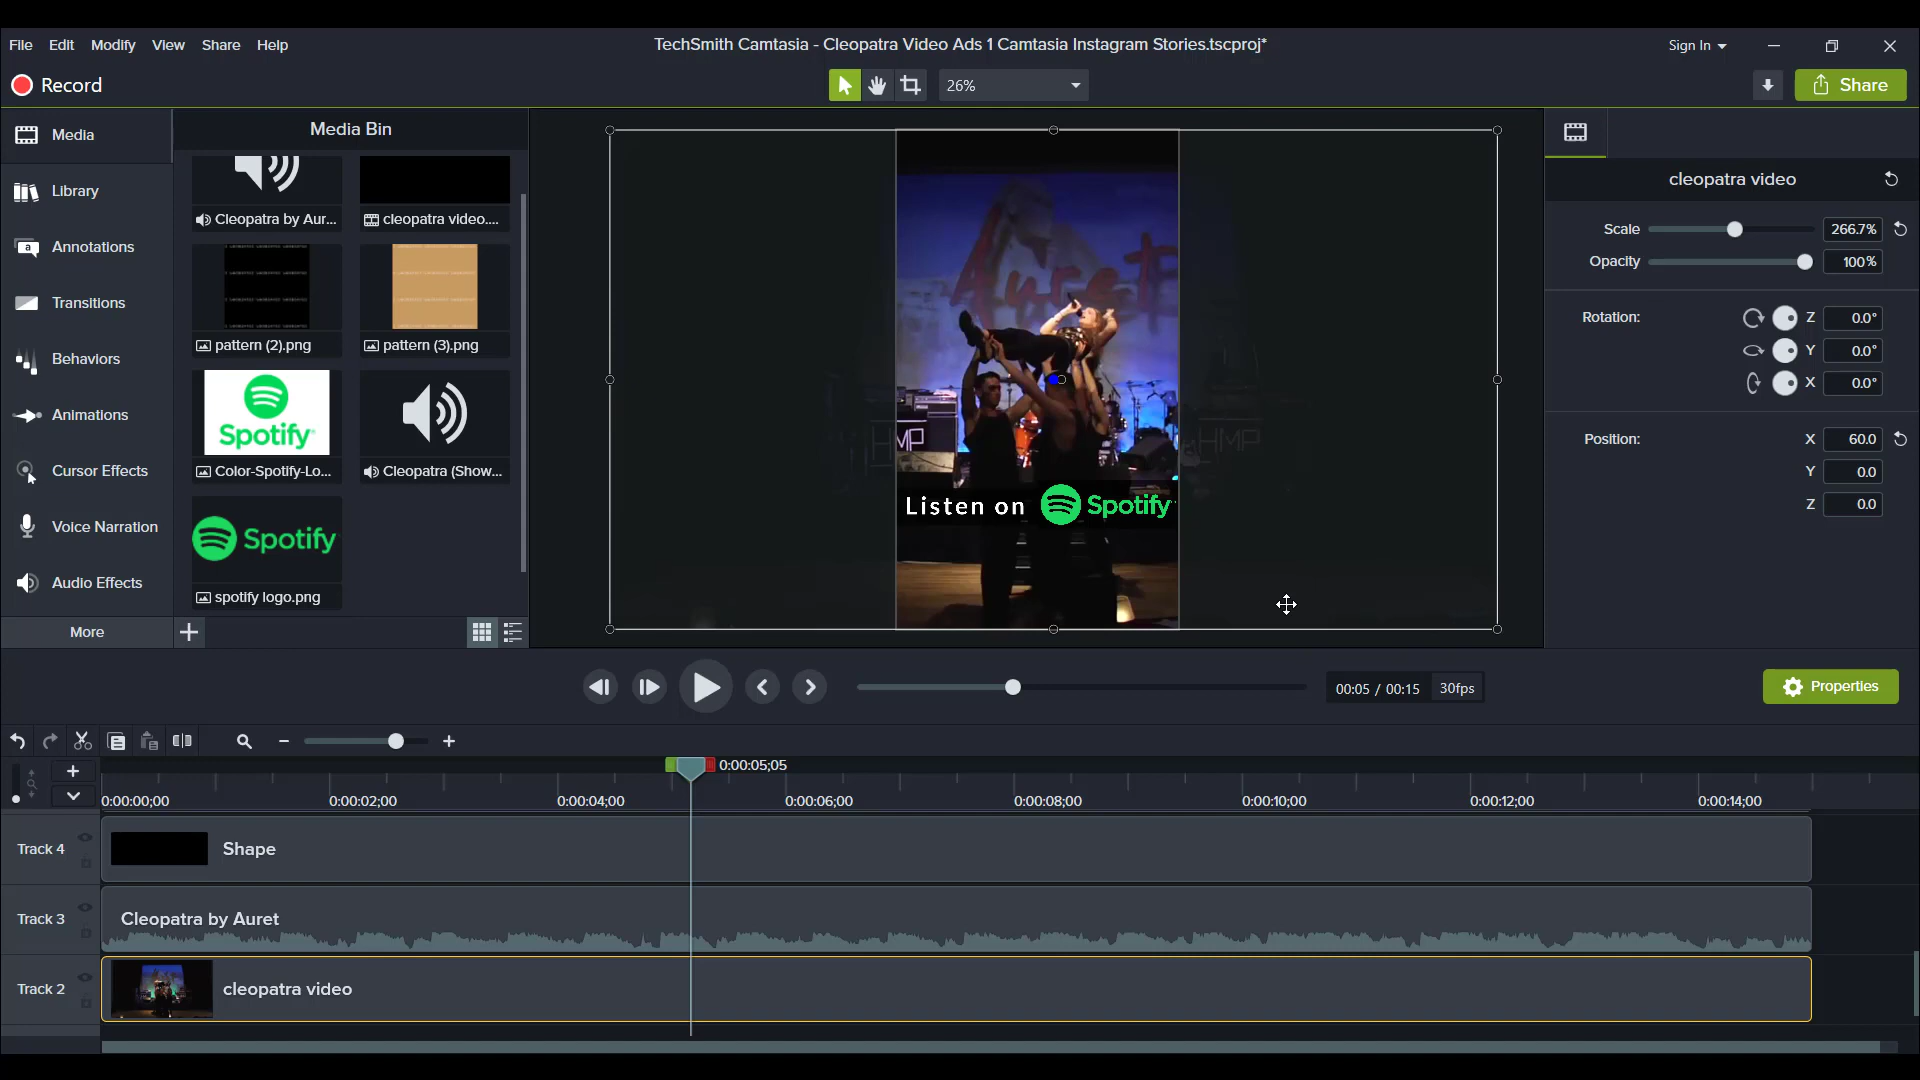 File Edit Modify View Share Help
TechSmith Camtasia - Cleopatra Video Ads 1 Camtasia Instagram Stories.tscproj*
Sign In
Record
26%
Share
Media
Library
Annotations
Transitions
Behaviors
Animations
Cursor Effects
Voice Narration
Audio Effects
More
Media Bin
Cleopatra by Aur...
cleopatra video....
pattern (2).png
pattern (3).png
Spotify
Color-Spotify-Lo...
Cleopatra (Show...
Spotify
spotify logo.png
Auret
HMP
HMP
Listen on Spotify
cleopatra video
Scale 266.7%
Opacity 100%
Rotation: Z 0.0°
Y 0.0°
X 0.0°
Position: X 60.0
Y 0.0
Z 0.0
00:05 / 00:15 30fps
Properties
0:00:05;05
0:00:00;00 0:00:02;00 0:00:04;00 0:00:06;00 0:00:08;00 0:00:10;00 0:00:12;00 0:00:14;00
Track 4 Shape
Track 3 Cleopatra by Auret
Track 2 cleopatra video